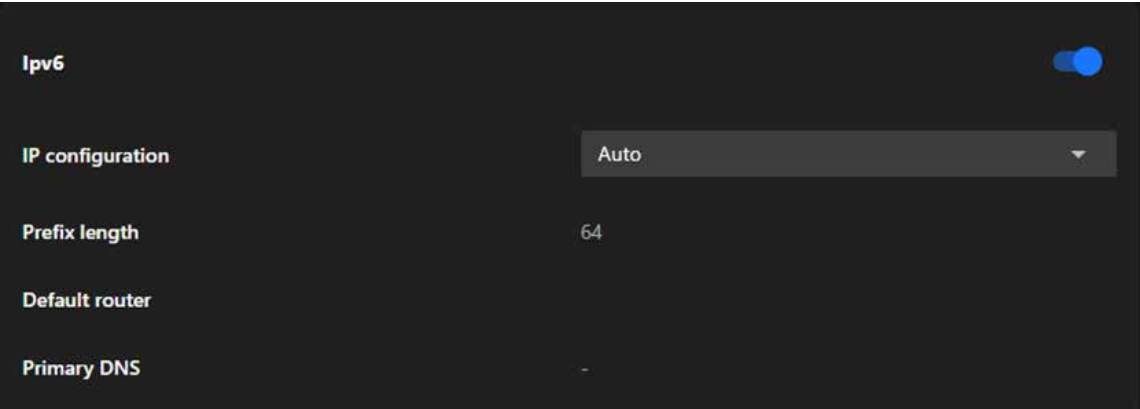 Ipv6
IP configuration Auto
Prefix length 64
Default router
Primary DNS -